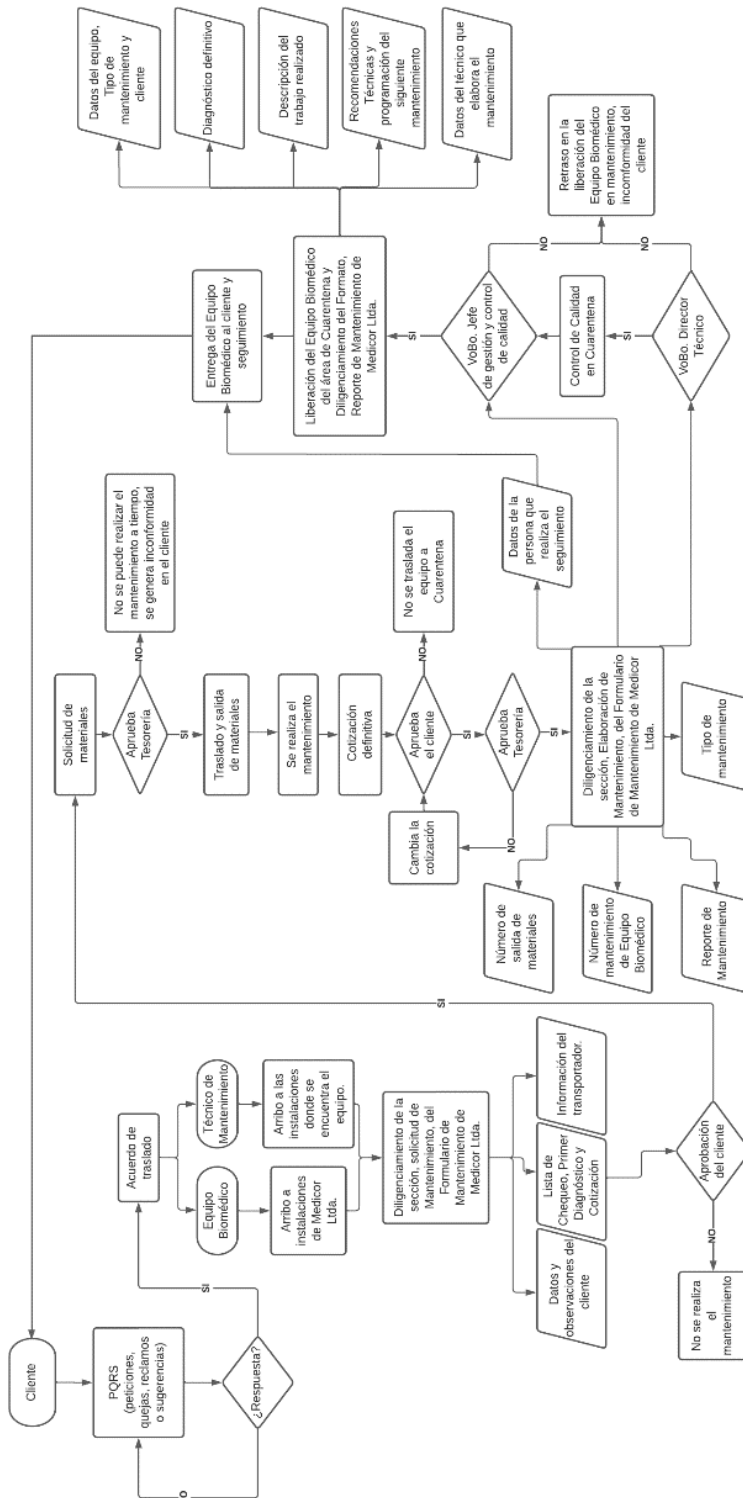 Cliente
PQRS
(peticiones,
quejas, reclamos
o sugerencias)
¿Respuesta?
O
SI
Acuerdo de
traslado
Equipo
Biomédico
Técnico de
Mantenimiento
Arribo a
instalaciones
de Medicor
Ltda.
Arribo a las
instalaciones
donde se
encuentra el
equipo.
Diligenciamiento de la
sección, solicitud de
Mantenimiento, del
Formulario de
Mantenimiento de
Medicor Ltda.
Datos y
observaciones del
cliente
Lista de
Chequeo, Primer
Diagnóstico y
Cotización
Información del
transportador.
Aprobación
del cliente
NO
No se realiza
el
mantenimiento
SI
Solicitud de
materiales
Aprueba
Tesorería
NO
No se puede realizar el
mantenimiento a tiempo,
se genera inconformidad
en el cliente
SI
Traslado y salida
de materiales
Se realiza el
mantenimiento
Cotización
definitiva
Aprueba
el cliente
NO
No se traslada el
equipo a
Cuarentena
SI
Cambia la
cotización
Aprueba
Tesorería
NO
SI
Diligenciamiento de la
sección, Elaboración de
Mantenimiento, del Formulario
de Mantenimiento de Medicor
Ltda.
Número de
salida de
materiales
Número de
mantenimiento
de Equipo
Biomédico
Reporte de
Mantenimiento
Tipo de
mantenimiento
Datos de la
persona que
realiza el
seguimiento
Entrega del Equipo
Biomédico al cliente y
seguimiento
Liberación del Equipo Biomédico
del área de Cuarentena y
Diligenciamiento del Formato,
Reporte de Mantenimiento de
Medicor Ltda.
SI
VoBo. Jefe
de gestión y control
de calidad
NO
Control de Calidad
en Cuarentena
SI
VoBo. Director
Técnico
NO
Retraso en la
liberación del
Equipo Biomédico
en mantenimiento,
incomformidad del
cliente
Datos del equipo,
Tipo de
mantenimiento y
cliente
Diagnóstico definitivo
Descripción del
trabajo realizado
Recomendaciones
Técnicas y
programación del
siguiente
mantenimiento
Datos del técnico que
elabora el
mantenimiento